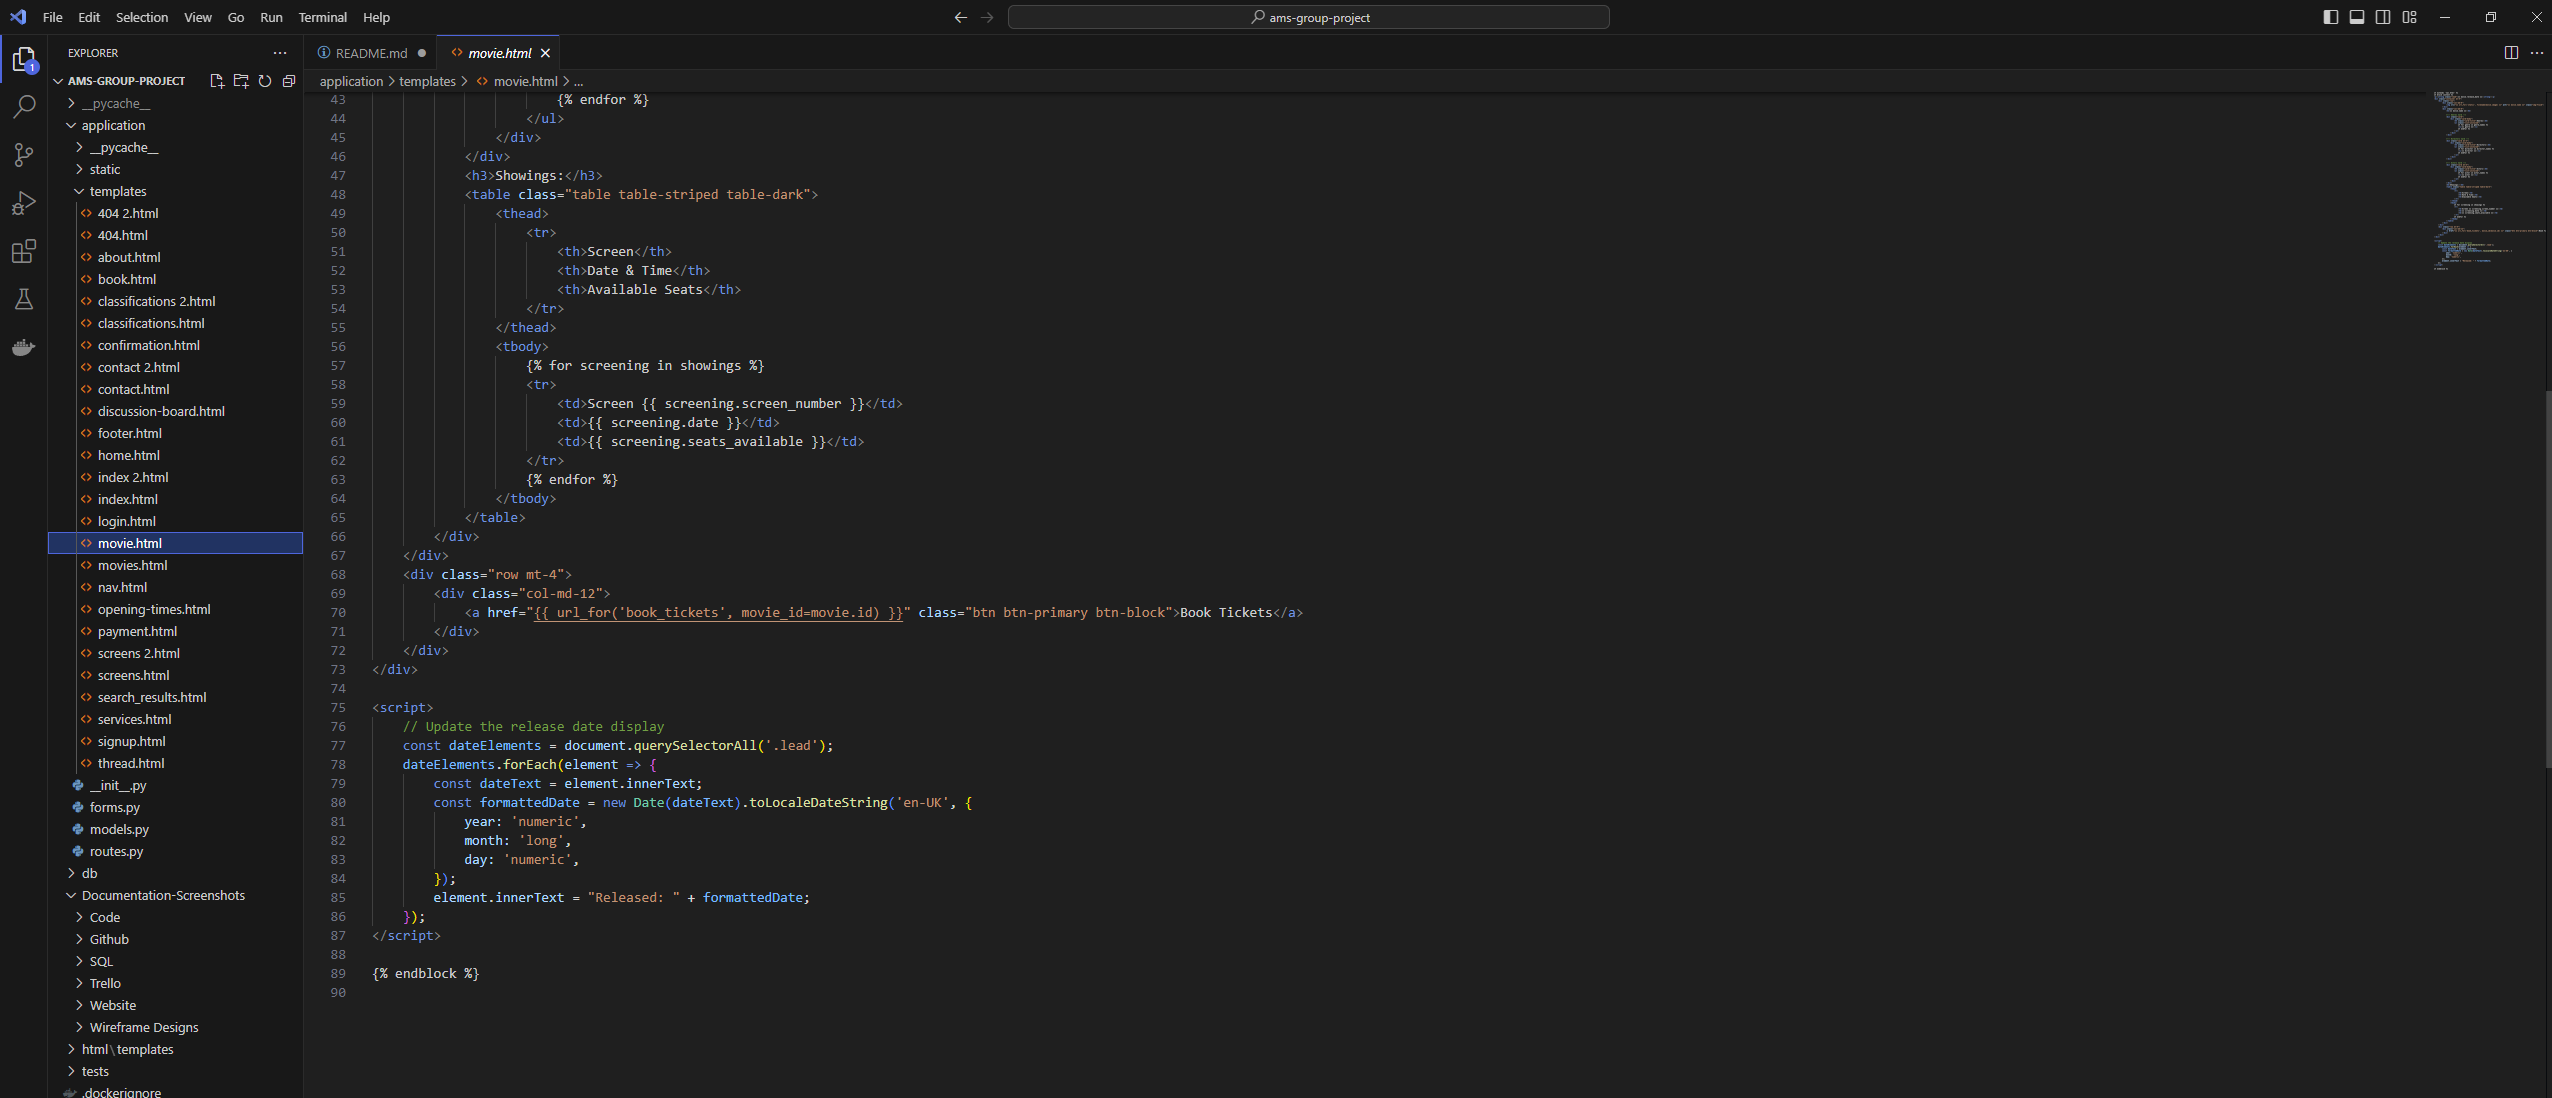 File Edit Selection View Go Run Terminal Help
ams-group-project
1
EXPLORER
AMS-GROUP-PROJECT
__pycache__
application
__pycache__
static
templates
404 2.html
404.html
about.html
book.html
classifications 2.html
classifications.html
confirmation.html
contact 2.html
contact.html
discussion-board.html
footer.html
home.html
index 2.html
index.html
login.html
movie.html
movies.html
nav.html
opening-times.html
payment.html
screens 2.html
screens.html
search_results.html
services.html
signup.html
thread.html
__init__.py
forms.py
models.py
routes.py
db
Documentation-Screenshots
Code
Github
SQL
Trello
Website
Wireframe Designs
html\templates
tests
.dockerignore
README.md
movie.html
application > templates > movie.html > ...
43 {% endfor %}
44 </ul>
45 </div>
46 </div>
47 <h3>Showings:</h3>
48 <table class="table table-striped table-dark">
49 <thead>
50 <tr>
51 <th>Screen</th>
52 <th>Date & Time</th>
53 <th>Available Seats</th>
54 </tr>
55 </thead>
56 <tbody>
57 {% for screening in showings %}
58 <tr>
59 <td>Screen {{ screening.screen_number }}</td>
60 <td>{{ screening.date }}</td>
61 <td>{{ screening.seats_available }}</td>
62 </tr>
63 {% endfor %}
64 </tbody>
65 </table>
66 </div>
67 </div>
68 <div class="row mt-4">
69 <div class="col-md-12">
70 <a href="{{ url_for('book_tickets', movie_id=movie.id) }}" class="btn btn-primary btn-block">Book Tickets</a>
71 </div>
72 </div>
73 </div>
74
75 <script>
76 // Update the release date display
77 const dateElements = document.querySelectorAll('.lead');
78 dateElements.forEach(element => {
79 const dateText = element.innerText;
80 const formattedDate = new Date(dateText).toLocaleDateString('en-UK', {
81 year: 'numeric',
82 month: 'long',
83 day: 'numeric',
84 });
85 element.innerText = "Released: " + formattedDate;
86 });
87 </script>
88
89 {% endblock %}
90